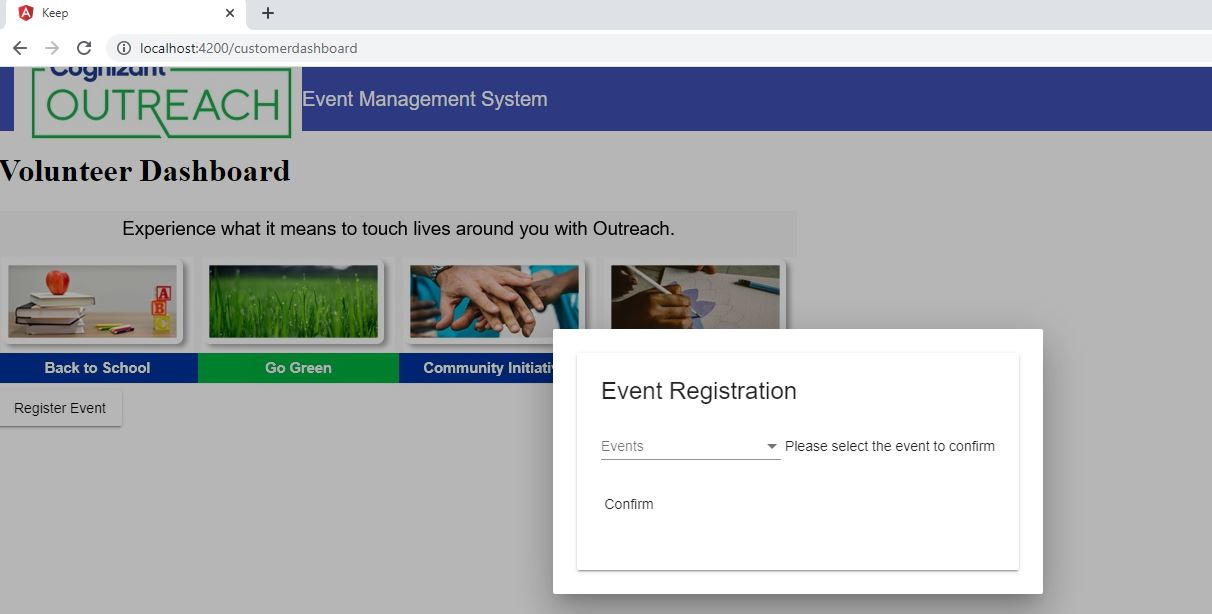 Keep
localhost:4200/customerdashboard
Cognizant
OUTREACH
Event Management System
Volunteer Dashboard
Experience what it means to touch lives around you with Outreach.
A
B
C
Back to School
Go Green
Community Initiativ
Register Event
Event Registration
Events
Please select the event to confirm
Confirm